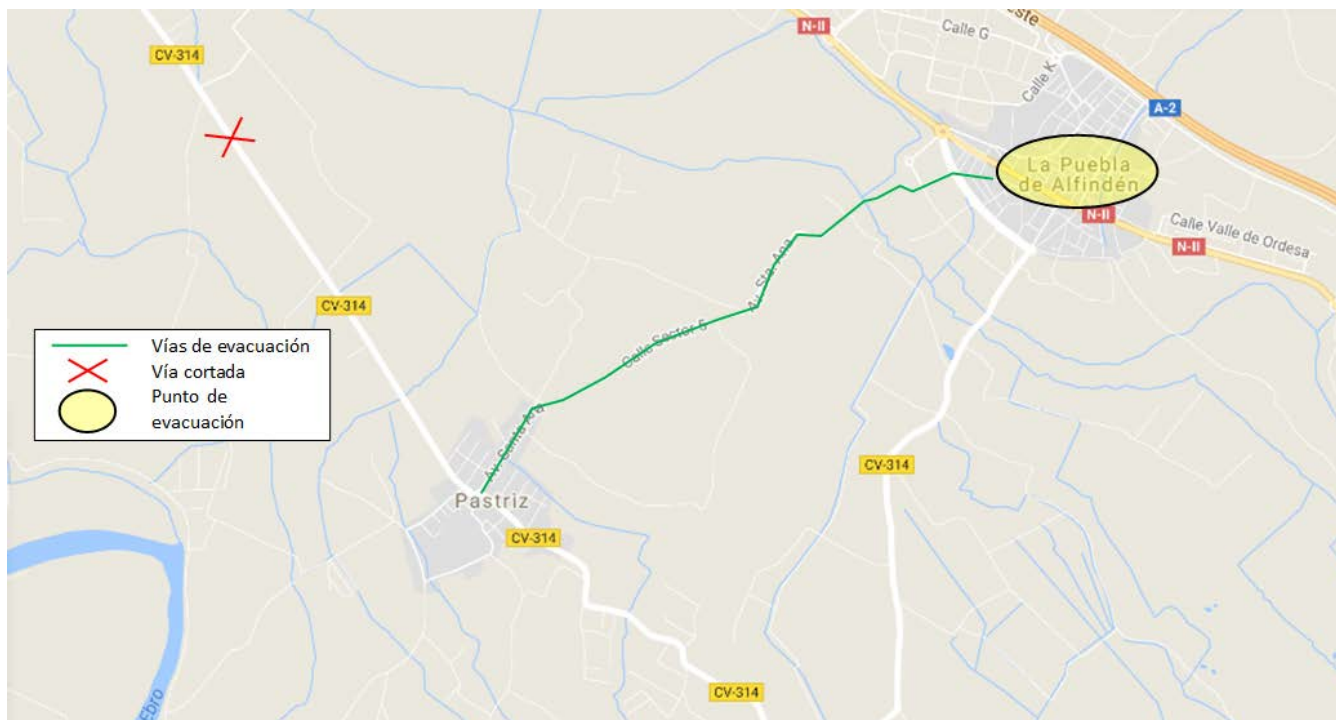 CV-314
N-II
Calle G
este
Calle K
A-2
La Puebla
de Alfindén
N-II
Calle Valle de Ordesa
N-II
Av. Sta. Ana
CV-314
Calle Sector 5
Vías de evacuación
Vía cortada
Punto de
evacuación
Av. Santa Ana
CV-314
Pastriz
CV-314
CV-314
Ebro